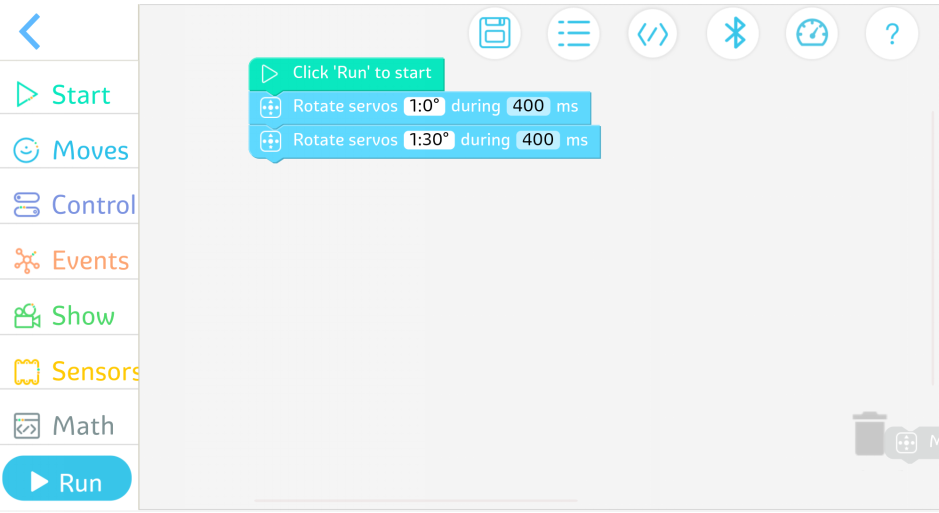 ?
Start
Moves
Control
Events
Show
Sensors
Math
Run
Click 'Run' to start
Rotate servos 1:0° during 400 ms
Rotate servos 1:30° during 400 ms